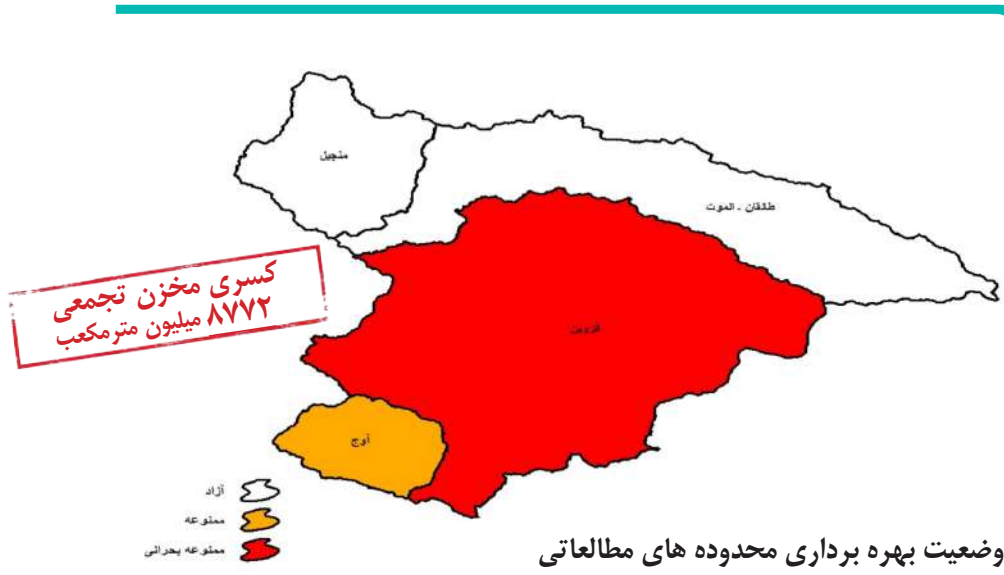 منجیل
طالقان - الموت
کسری مخزن تجمعی
۸۷۷۲ میلیون مترمکعب
قزوین
آوج
آزاد
ممنوعه
ممنوعه بحرانی
وضعیت بهره برداری محدوده های مطالعاتی